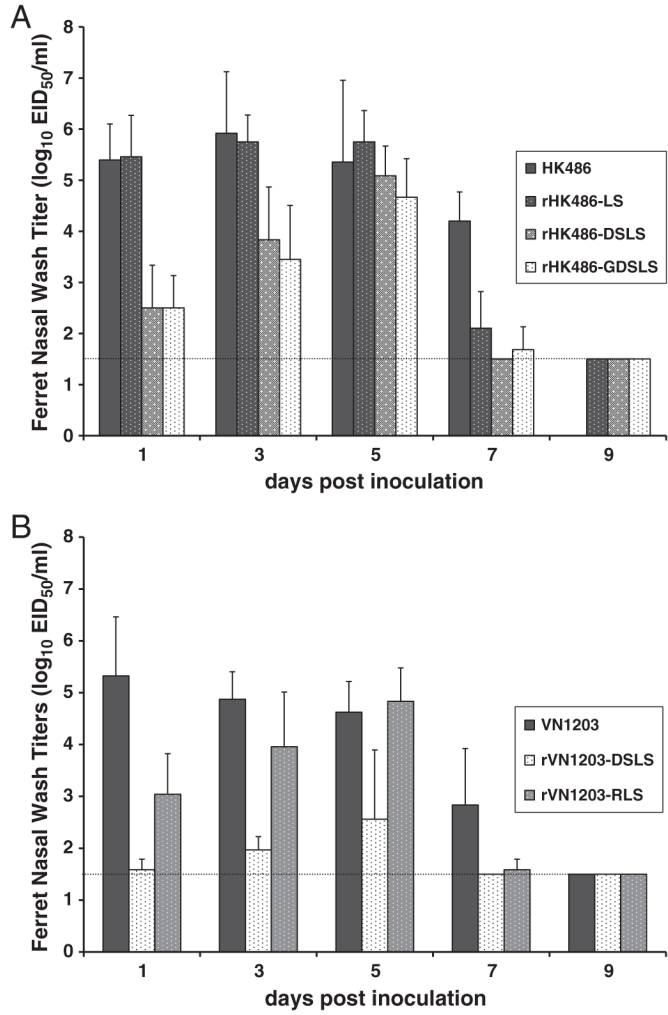 A
Ferret Nasal Wash Titer (log10 EID50/ml)
8
7
6
5
4
3
2
1
0
HK486
rHK486-LS
rHK486-DSLS
rHK486-GDSLS
1 3 5 7 9
days post inoculation
B
Ferret Nasal Wash Titers (log10 EID50/ml)
8
7
6
5
4
3
2
1
0
VN1203
rVN1203-DSLS
rVN1203-RLS
1 3 5 7 9
days post inoculation